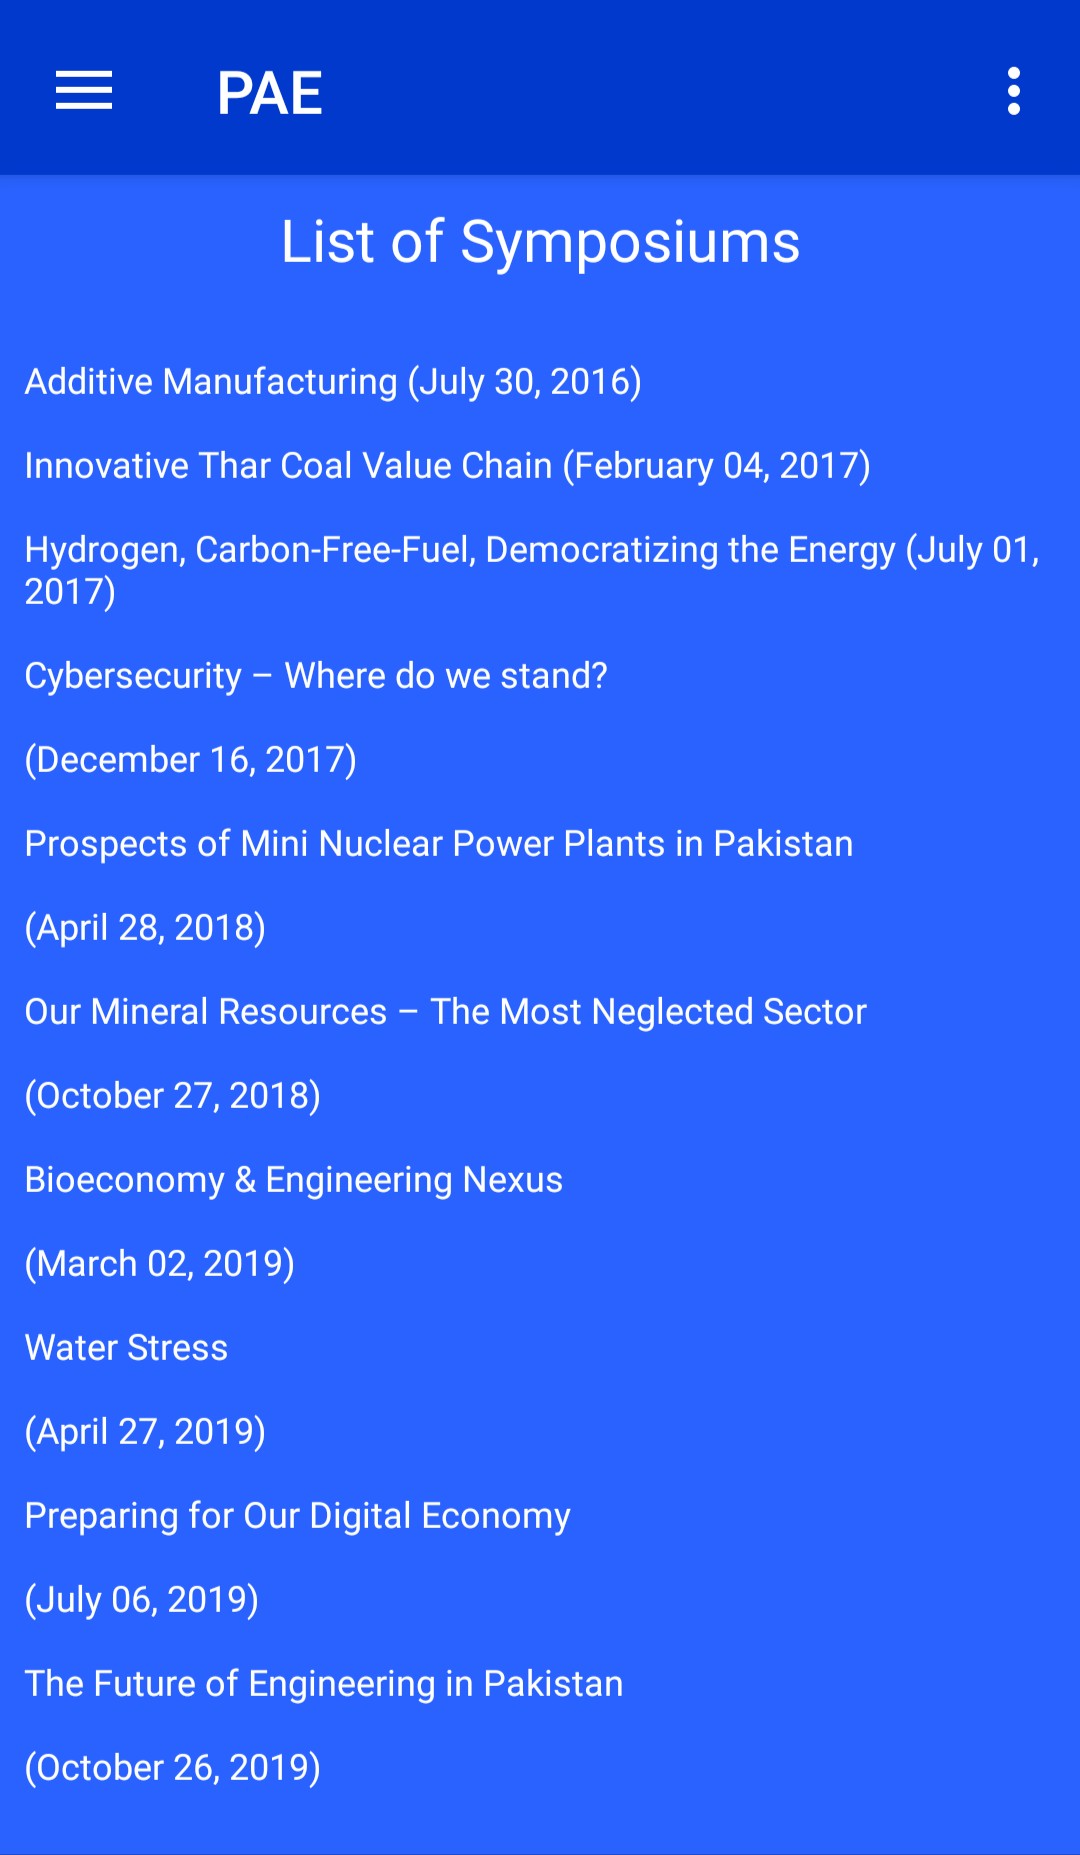 PAE
List of Symposiums
Additive Manufacturing (July 30, 2016)
Innovative Thar Coal Value Chain (February 04, 2017)
Hydrogen, Carbon-Free-Fuel, Democratizing the Energy (July 01,
2017)
Cybersecurity – Where do we stand?
(December 16, 2017)
Prospects of Mini Nuclear Power Plants in Pakistan
(April 28, 2018)
Our Mineral Resources – The Most Neglected Sector
(October 27, 2018)
Bioeconomy & Engineering Nexus
(March 02, 2019)
Water Stress
(April 27, 2019)
Preparing for Our Digital Economy
(July 06, 2019)
The Future of Engineering in Pakistan
(October 26, 2019)